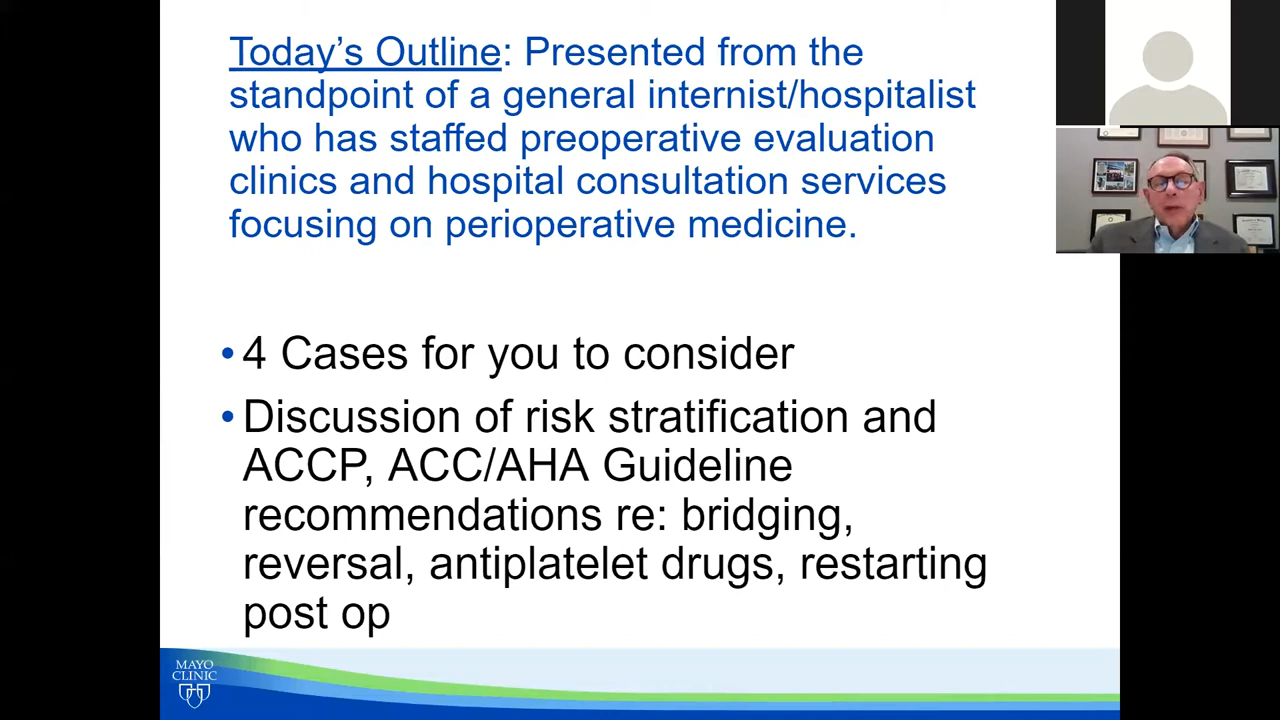 Today's Outline: Presented from the
standpoint of a general internist/hospitalist
who has staffed preoperative evaluation
clinics and hospital consultation services
focusing on perioperative medicine.
•4 Cases for you to consider
•Discussion of risk stratification and
ACCP, ACC/AHA Guideline
recommendations re: bridging,
reversal, antiplatelet drugs, restarting
post op
MAYO
CLINIC